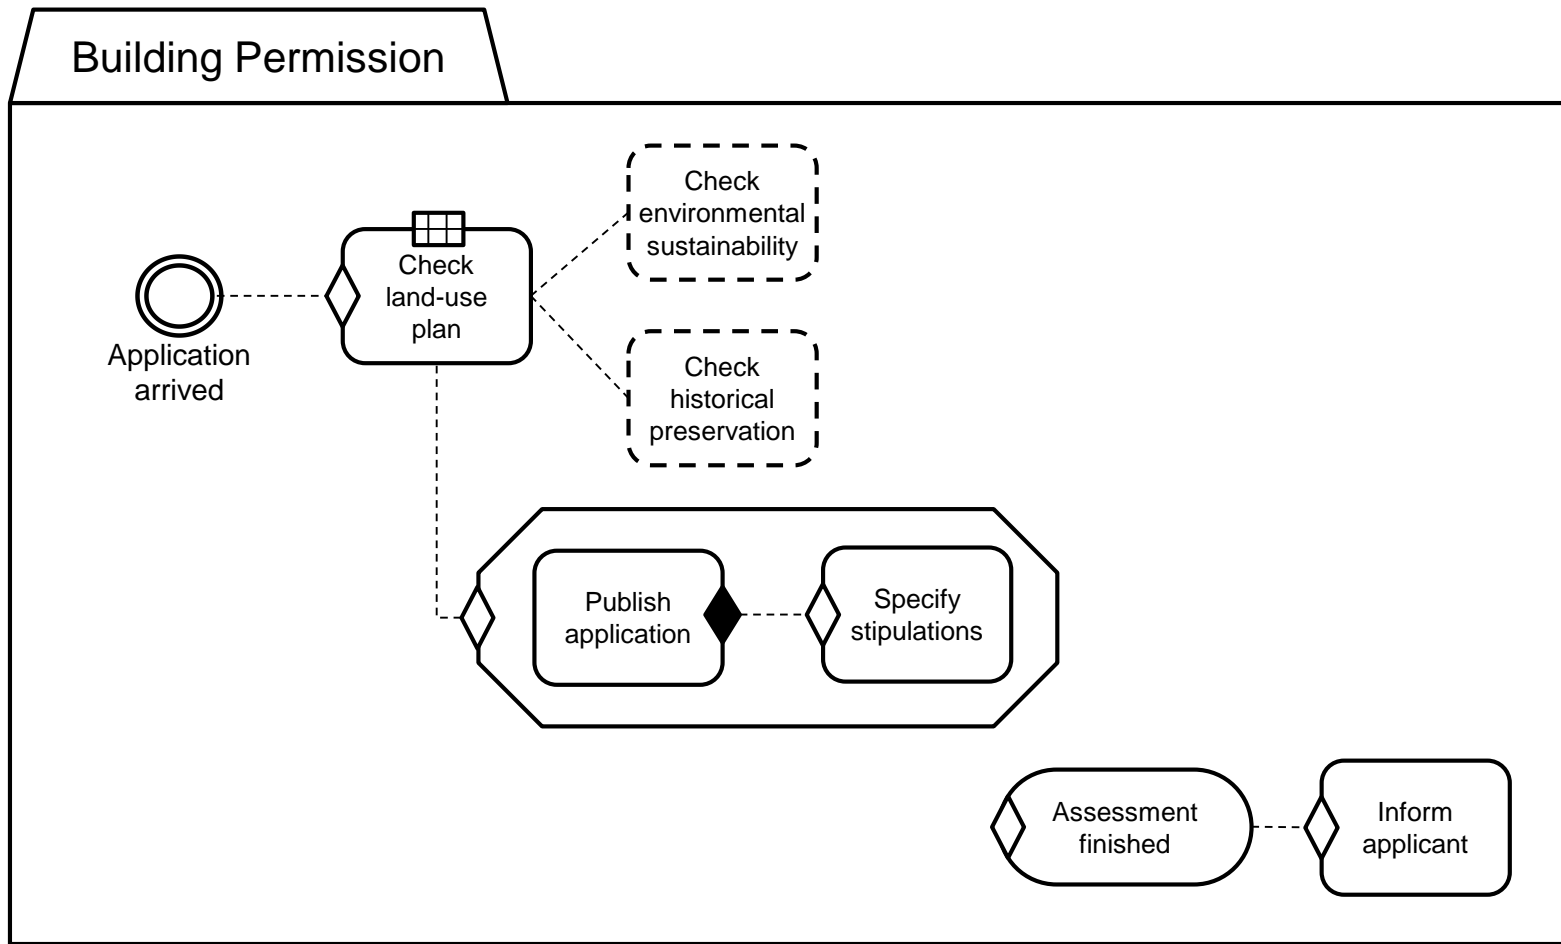 Building Permission
Check
environmental
sustainability
Check
land-use
plan
Application
arrived
Check
historical
preservation
Publish
application
Specify
stipulations
Assessment
finished
Inform
applicant